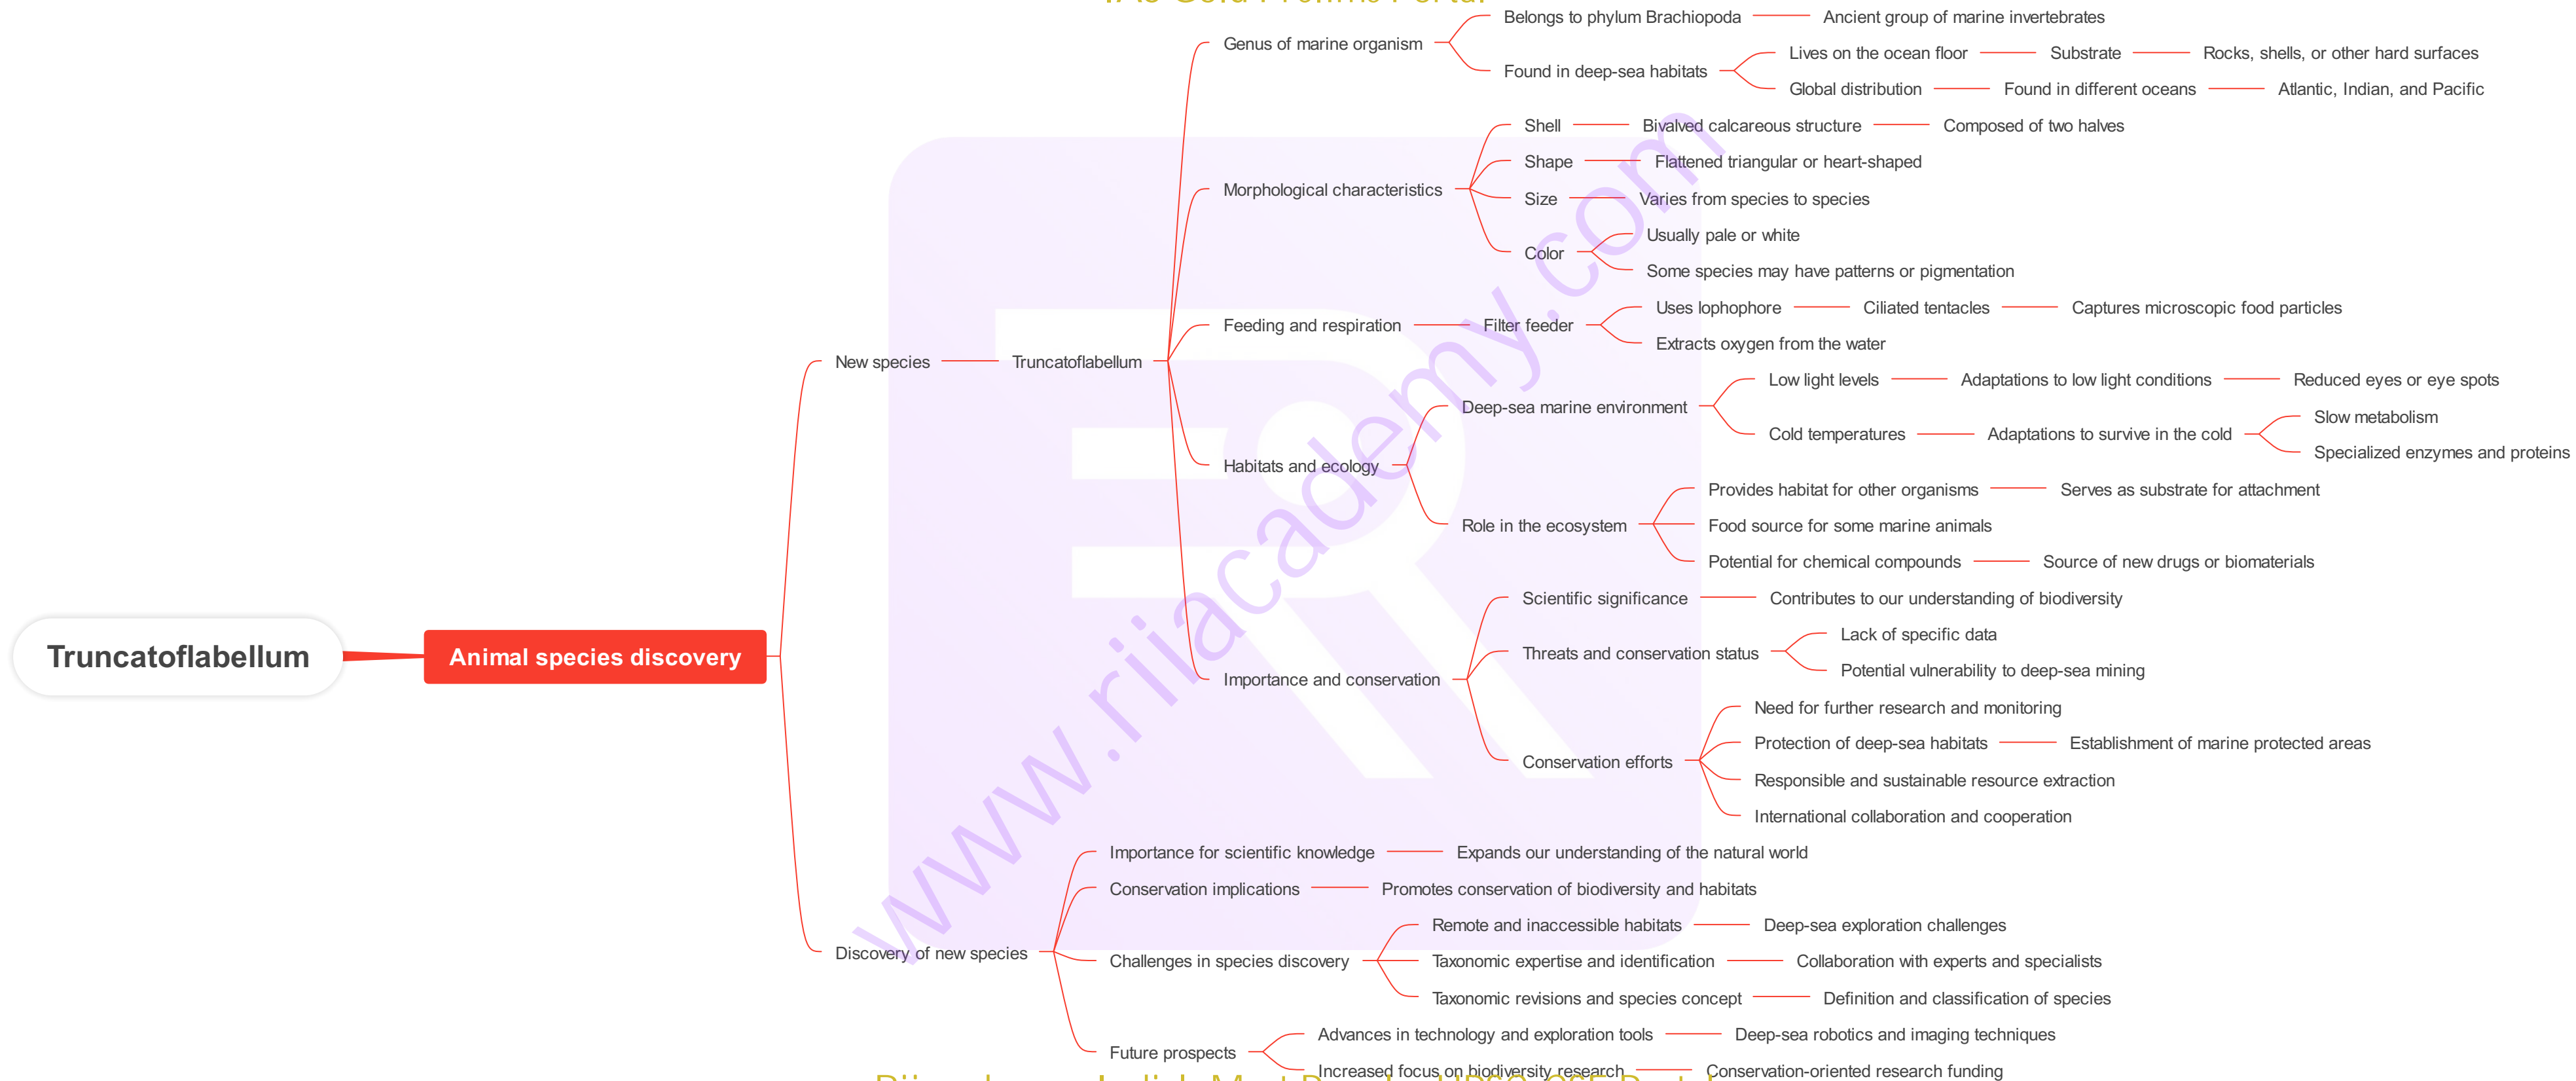 Belongs to phylum Brachiopoda
Ancient group of marine invertebrates
Genus of marine organism
Lives on the ocean floor
Substrate
Rocks, shells, or other hard surfaces
Found in deep-sea habitats
Global distribution
Found in different oceans
Atlantic, Indian, and Pacific
Shell
Bivalved calcareous structure
Composed of two halves
Shape
Flattened triangular or heart-shaped
Morphological characteristics
Size
Varies from species to species
Usually pale or white
Color
Some species may have patterns or pigmentation
Uses lophophore
Ciliated tentacles
Captures microscopic food particles
Feeding and respiration
Filter feeder
Extracts oxygen from the water
New species
Truncatoflabellum
Low light levels
Adaptations to low light conditions
Reduced eyes or eye spots
Deep-sea marine environment
Slow metabolism
Cold temperatures
Adaptations to survive in the cold
Specialized enzymes and proteins
Habitats and ecology
Provides habitat for other organisms
Serves as substrate for attachment
Role in the ecosystem
Food source for some marine animals
Potential for chemical compounds
Source of new drugs or biomaterials
Scientific significance
Contributes to our understanding of biodiversity
Lack of specific data
Threats and conservation status
Potential vulnerability to deep-sea mining
Importance and conservation
Need for further research and monitoring
Protection of deep-sea habitats
Establishment of marine protected areas
Conservation efforts
Responsible and sustainable resource extraction
International collaboration and cooperation
Truncatoflabellum
Animal species discovery
Importance for scientific knowledge
Expands our understanding of the natural world
Conservation implications
Promotes conservation of biodiversity and habitats
Discovery of new species
Remote and inaccessible habitats
Deep-sea exploration challenges
Challenges in species discovery
Taxonomic expertise and identification
Collaboration with experts and specialists
Taxonomic revisions and species concept
Definition and classification of species
Advances in technology and exploration tools
Deep-sea robotics and imaging techniques
Future prospects
Increased focus on biodiversity research
Conservation-oriented research funding
www.rijacademy.com